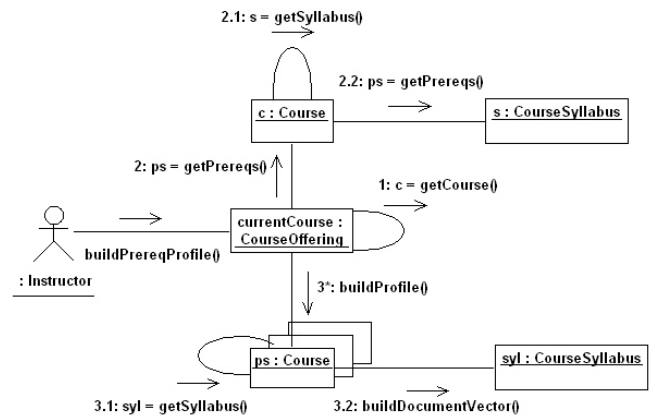 2.1: s = getSyllabus()
2.2: ps = getPrereqs()
c : Course
s : CourseSyllabus
2: ps = getPrereqs()
1: c = getCourse()
currentCourse :
CourseOffering
buildPrereqProfile()
: Instructor
3*: buildProfile()
ps : Course
syl : CourseSyllabus
3.1: syl = getSyllabus()
3.2: buildDocumentVector()